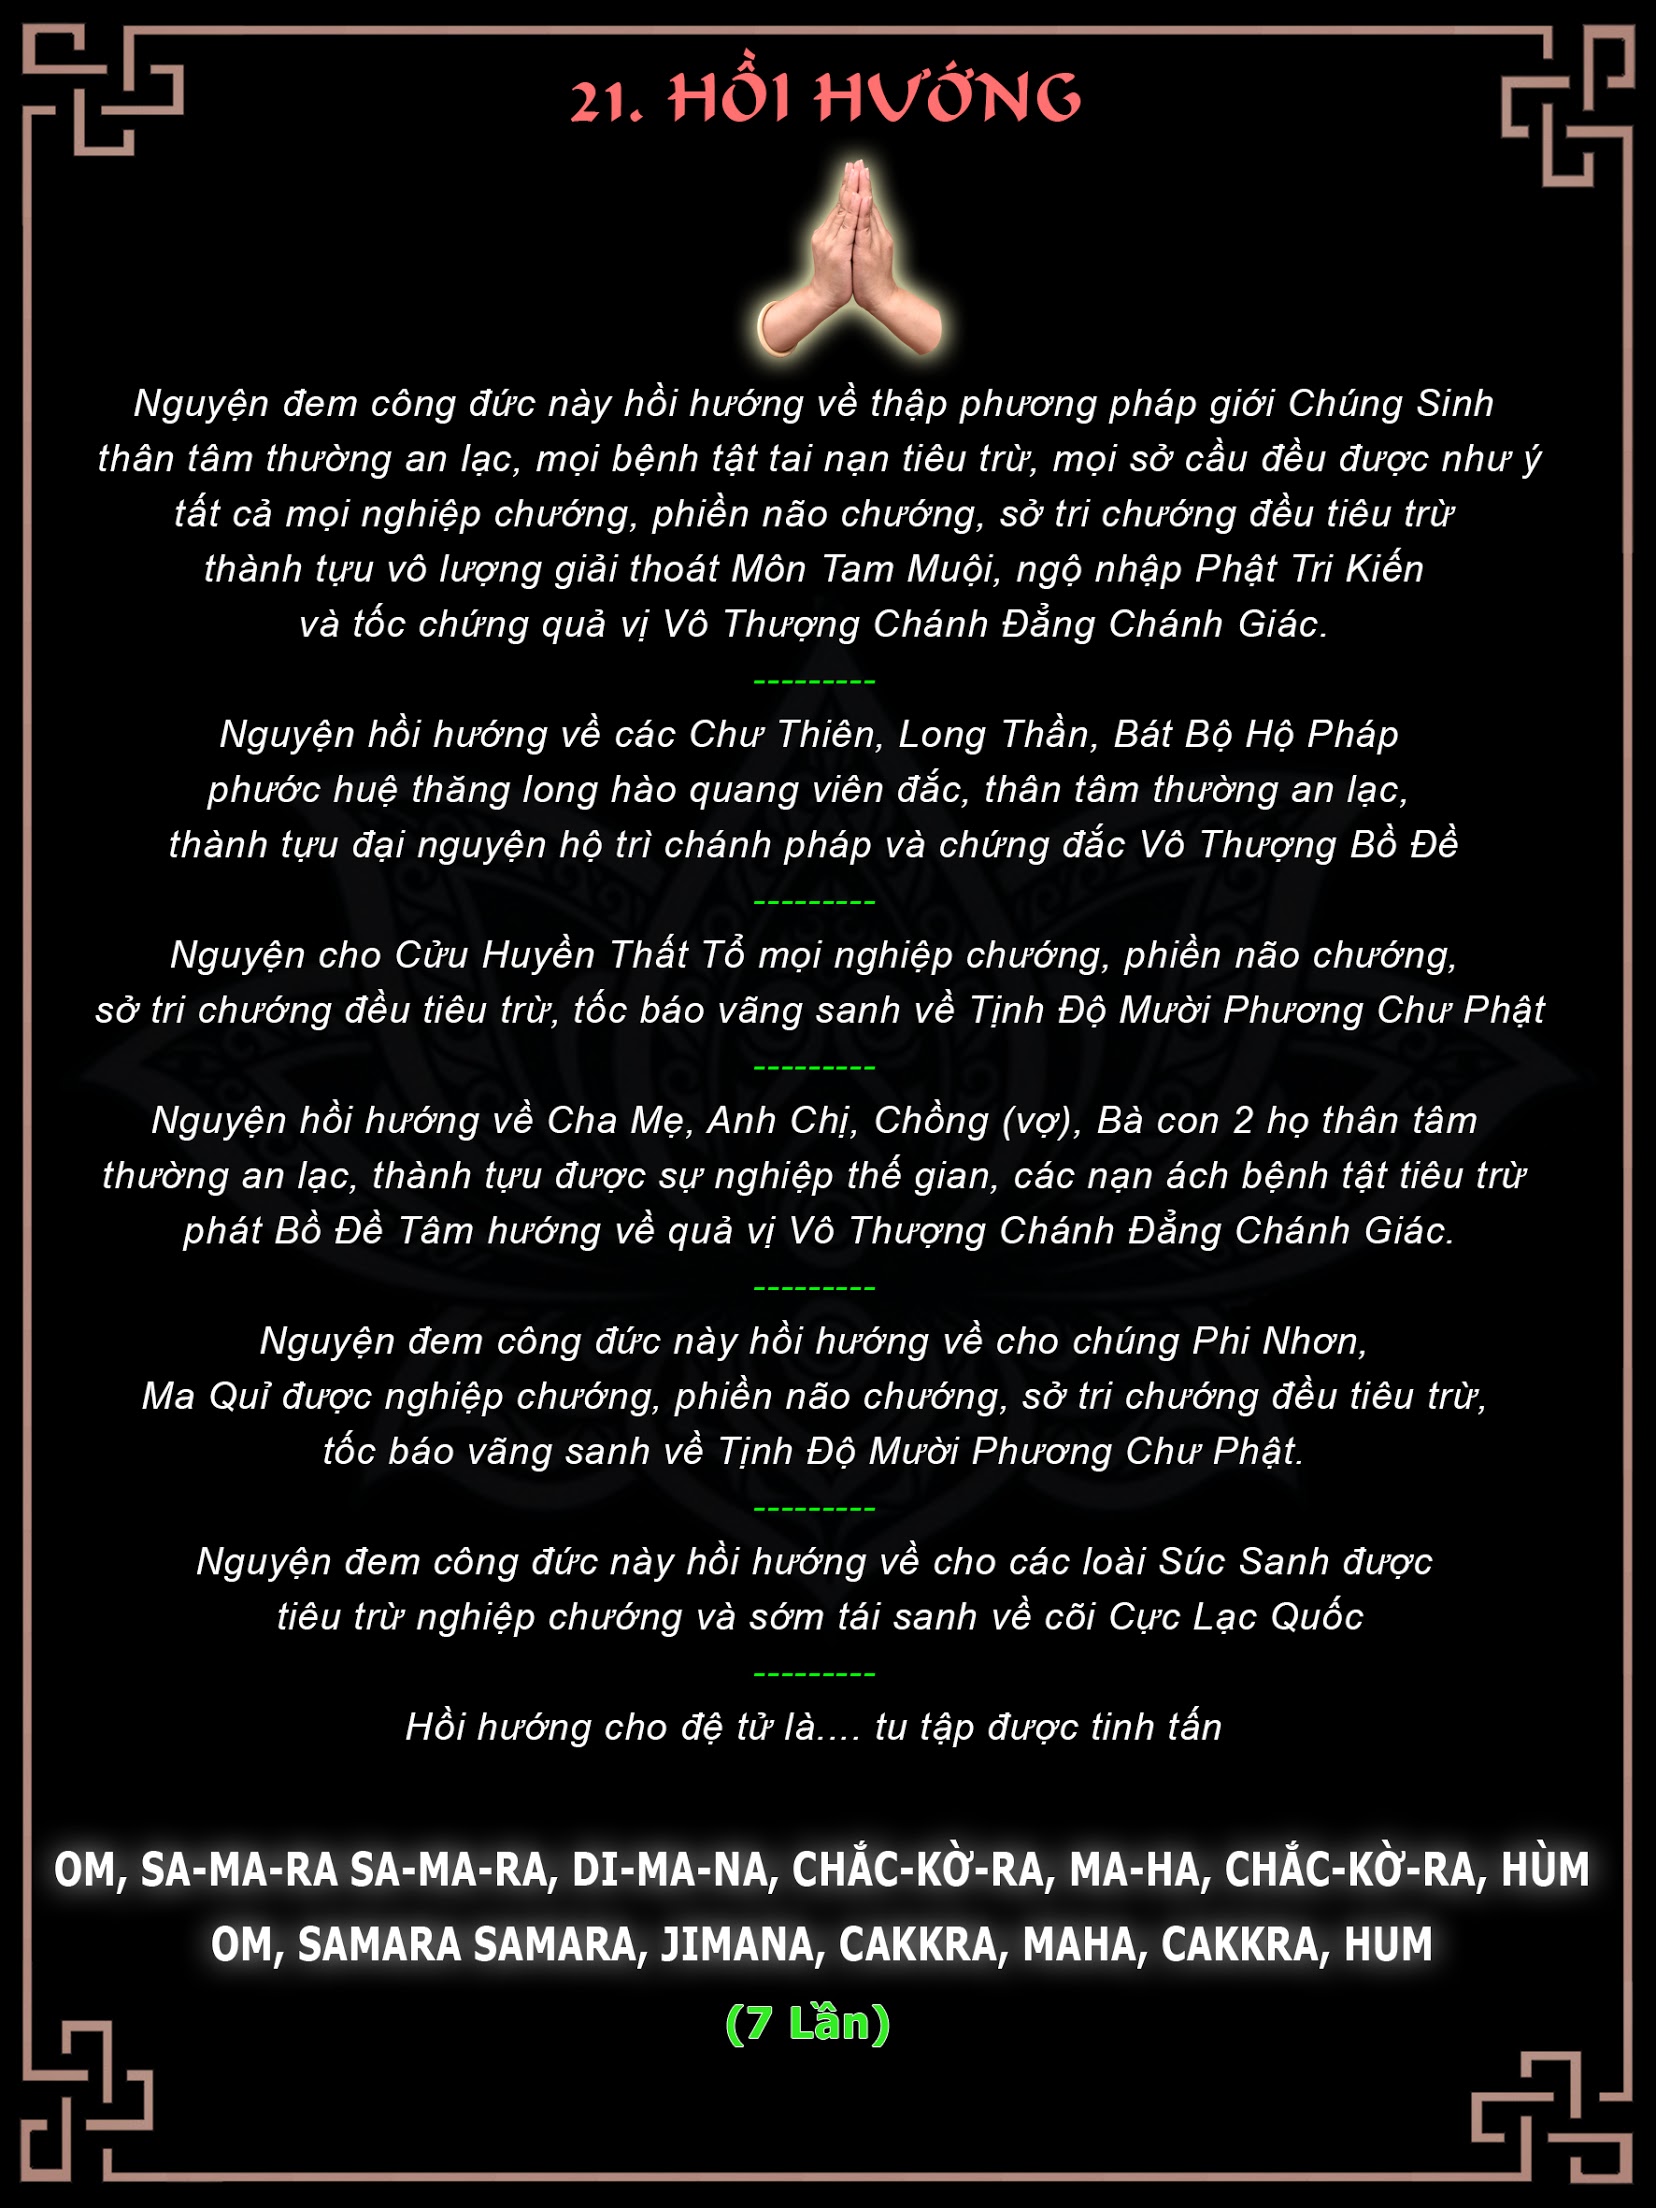 21. HỒI HƯỚNG
Nguyện đem công đức này hồi hướng về thập phương pháp giới Chúng Sinh
thân tâm thường an lạc, mọi bệnh tật tai nạn tiêu trừ, mọi sở cầu đều được như ý
tất cả mọi nghiệp chướng, phiền não chướng, sở tri chướng đều tiêu trừ
thành tựu vô lượng giải thoát Môn Tam Muội, ngộ nhập Phật Tri Kiến
và tốc chứng quả vị Vô Thượng Chánh Đẳng Chánh Giác.
---------
Nguyện hồi hướng về các Chư Thiên, Long Thần, Bát Bộ Hộ Pháp
phước huệ thăng long hào quang viên đắc, thân tâm thường an lạc,
thành tựu đại nguyện hộ trì chánh pháp và chứng đắc Vô Thượng Bồ Đề
---------
Nguyện cho Cửu Huyền Thất Tổ mọi nghiệp chướng, phiền não chướng,
sở tri chướng đều tiêu trừ, tốc báo vãng sanh về Tịnh Độ Mười Phương Chư Phật
---------
Nguyện hồi hướng về Cha Mẹ, Anh Chị, Chồng (vợ), Bà con 2 họ thân tâm
thường an lạc, thành tựu được sự nghiệp thế gian, các nạn ách bệnh tật tiêu trừ
phát Bồ Đề Tâm hướng về quả vị Vô Thượng Chánh Đẳng Chánh Giác.
---------
Nguyện đem công đức này hồi hướng về cho chúng Phi Nhơn,
Ma Quỉ được nghiệp chướng, phiền não chướng, sở tri chướng đều tiêu trừ,
tốc báo vãng sanh về Tịnh Độ Mười Phương Chư Phật.
---------
Nguyện đem công đức này hồi hướng về cho các loài Súc Sanh được
tiêu trừ nghiệp chướng và sớm tái sanh về cõi Cực Lạc Quốc
---------
Hồi hướng cho đệ tử là.... tu tập được tinh tấn
OM, SA-MA-RA SA-MA-RA, DI-MA-NA, CHẮC-KỜ-RA, MA-HA, CHẮC-KỜ-RA, HÙM
OM, SAMARA SAMARA, JIMANA, CAKKRA, MAHA, CAKKRA, HUM
(7 Lần)